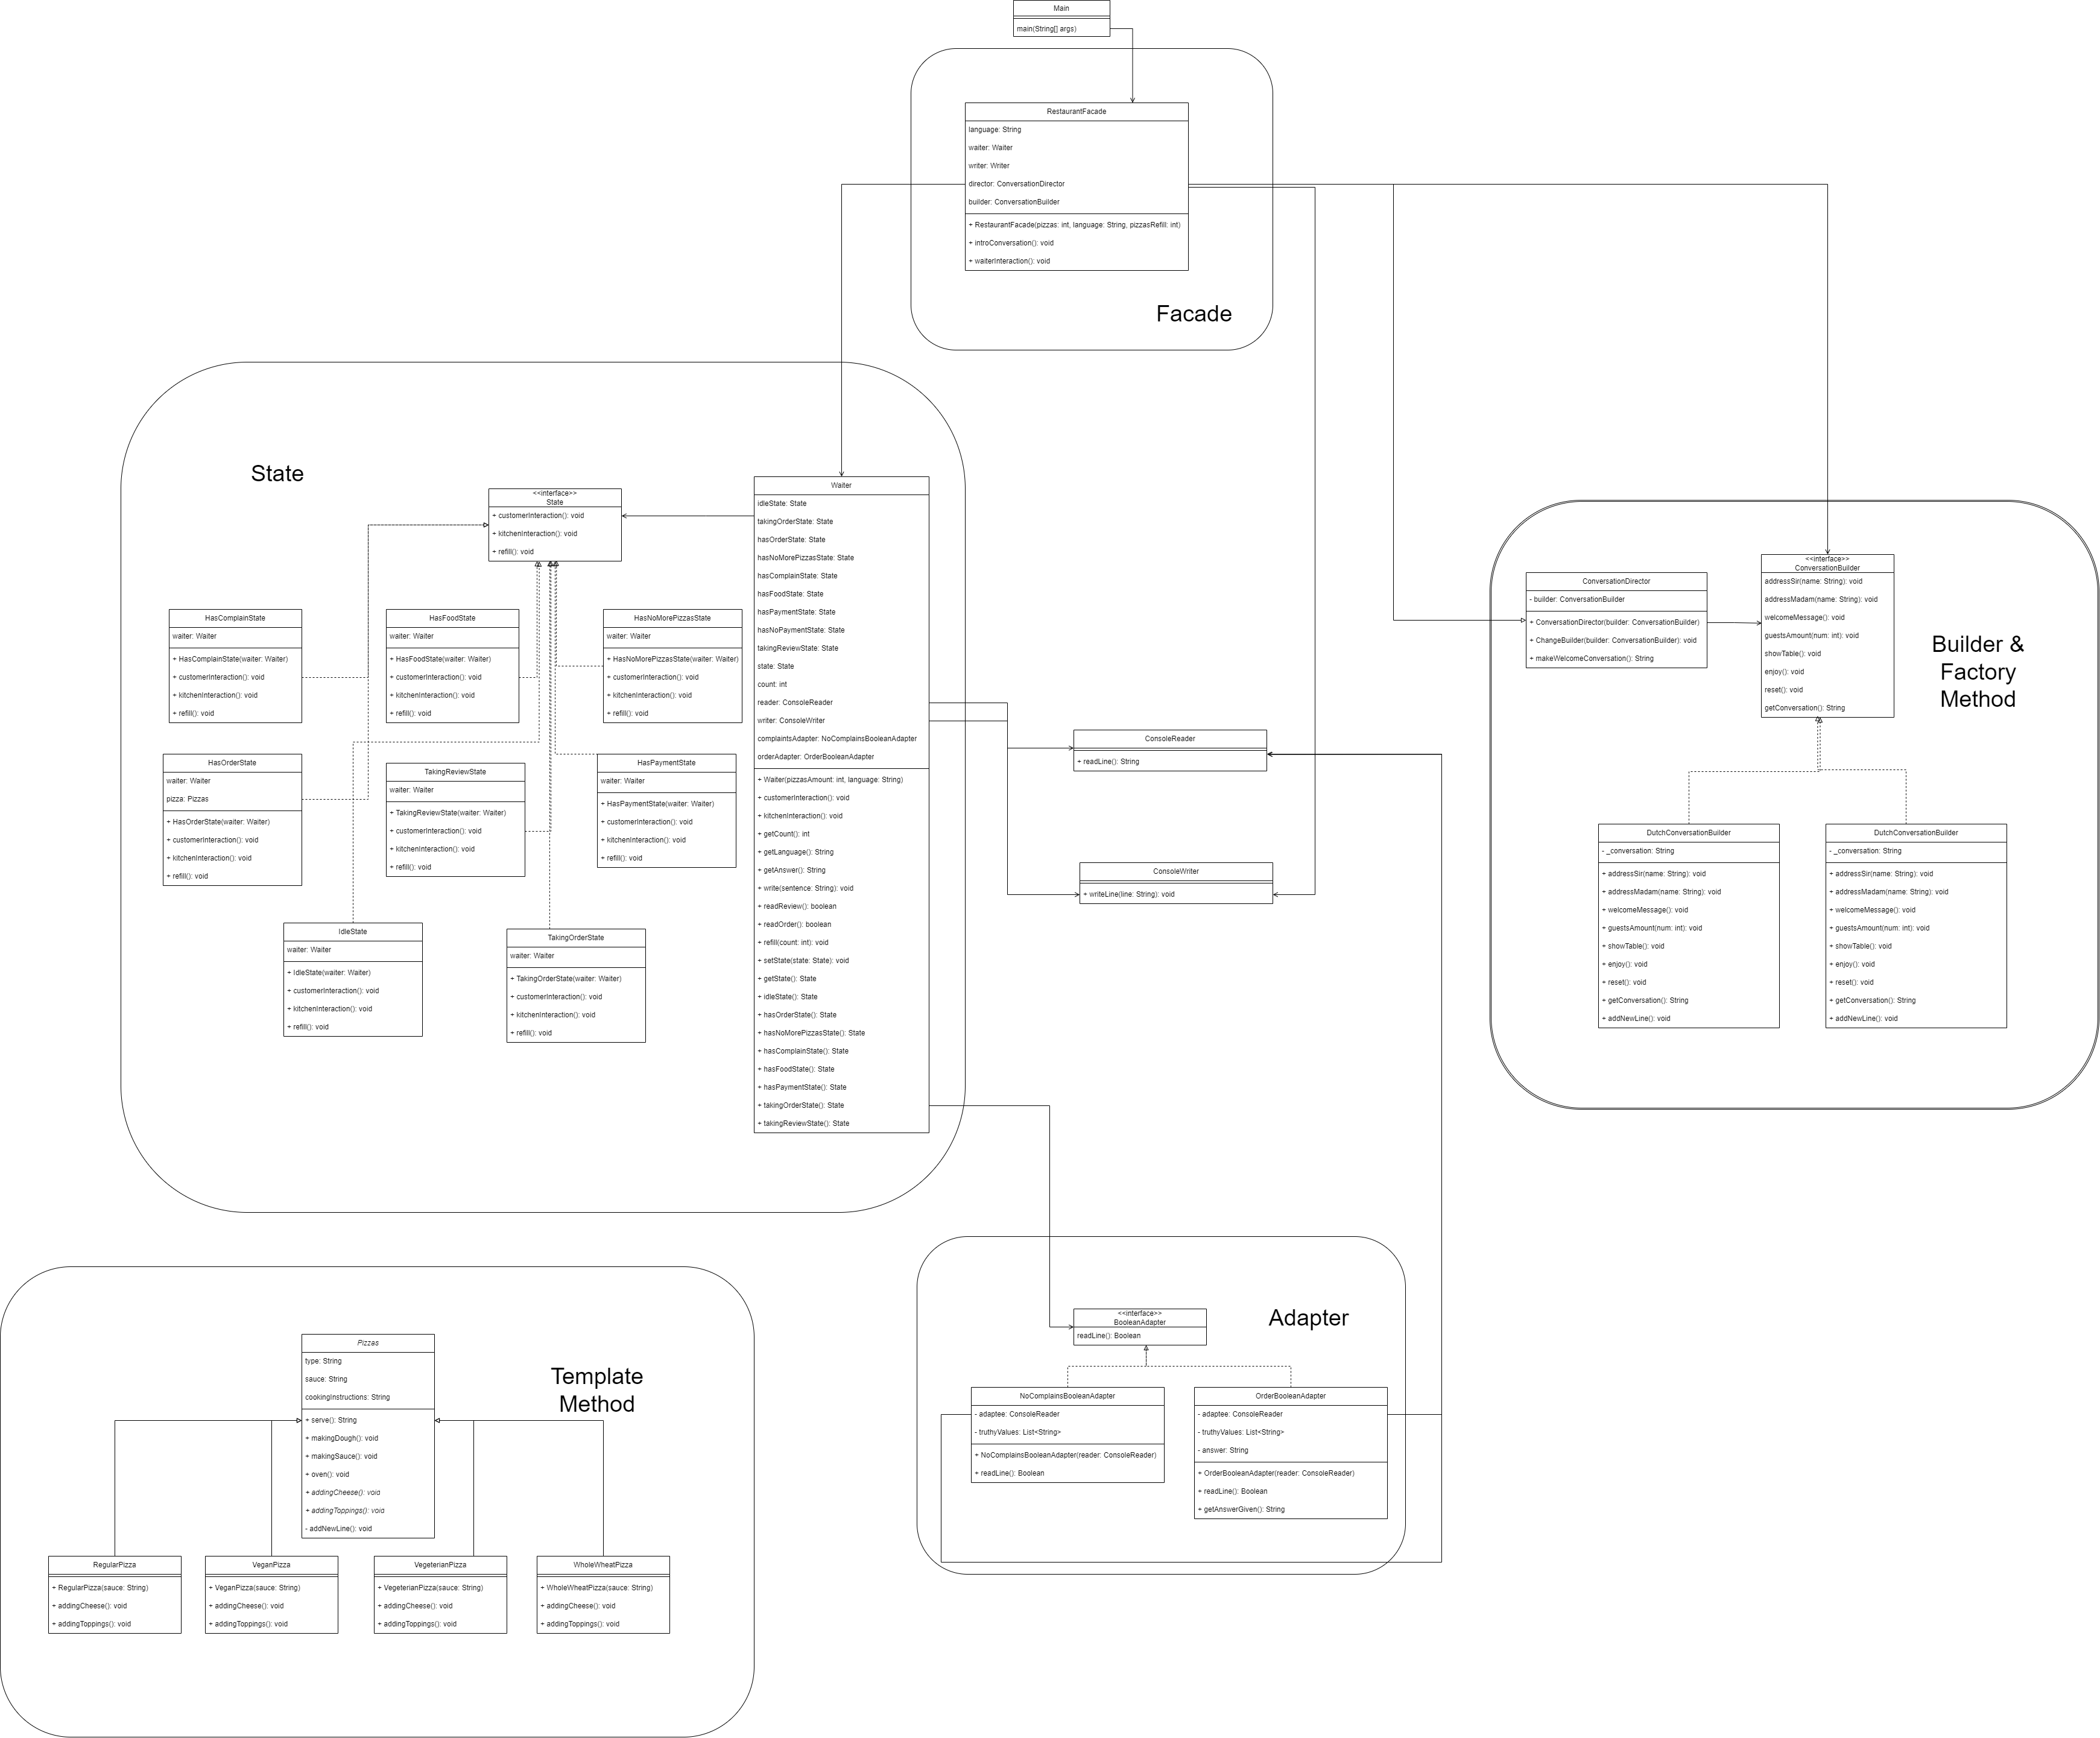 Main
main(String[] args)
RestaurantFacade
language: String
waiter: Waiter
writer: Writer
director: ConversationDirector
builder: ConversationBuilder
+ RestaurantFacade(pizzas: int, language: String, pizzasRefill: int)
+ introConversation(): void
+ waiterInteraction(): void
Facade
State
<<interface>>
State
+ customerInteraction(): void
+ kitchenInteraction(): void
+ refill(): void
HasComplainState
waiter: Waiter
+ HasComplainState(waiter: Waiter)
+ customerInteraction(): void
+ kitchenInteraction(): void
+ refill(): void
HasFoodState
waiter: Waiter
+ HasFoodState(waiter: Waiter)
+ customerInteraction(): void
+ kitchenInteraction(): void
+ refill(): void
HasNoMorePizzasState
waiter: Waiter
+ HasNoMorePizzasState(waiter: Waiter)
+ customerInteraction(): void
+ kitchenInteraction(): void
+ refill(): void
HasOrderState
waiter: Waiter
pizza: Pizzas
+ HasOrderState(waiter: Waiter)
+ customerInteraction(): void
+ kitchenInteraction(): void
+ refill(): void
TakingReviewState
waiter: Waiter
+ TakingReviewState(waiter: Waiter)
+ customerInteraction(): void
+ kitchenInteraction(): void
+ refill(): void
HasPaymentState
waiter: Waiter
+ HasPaymentState(waiter: Waiter)
+ customerInteraction(): void
+ kitchenInteraction(): void
+ refill(): void
IdleState
waiter: Waiter
+ IdleState(waiter: Waiter)
+ customerInteraction(): void
+ kitchenInteraction(): void
+ refill(): void
TakingOrderState
waiter: Waiter
+ TakingOrderState(waiter: Waiter)
+ customerInteraction(): void
+ kitchenInteraction(): void
+ refill(): void
Waiter
idleState: State
takingOrderState: State
hasOrderState: State
hasNoMorePizzasState: State
hasComplainState: State
hasFoodState: State
hasPaymentState: State
hasNoPaymentState: State
takingReviewState: State
state: State
count: int
reader: ConsoleReader
writer: ConsoleWriter
complaintsAdapter: NoComplainsBooleanAdapter
orderAdapter: OrderBooleanAdapter
+ Waiter(pizzasAmount: int, language: String)
+ customerInteraction(): void
+ kitchenInteraction(): void
+ getCount(): int
+ getLanguage(): String
+ getAnswer(): String
+ write(sentence: String): void
+ readReview(): boolean
+ readOrder(): boolean
+ refill(count: int): void
+ setState(state: State): void
+ getState(): State
+ idleState(): State
+ hasOrderState(): State
+ hasNoMorePizzasState(): State
+ hasComplainState(): State
+ hasFoodState(): State
+ hasPaymentState(): State
+ takingOrderState(): State
+ takingReviewState(): State
ConsoleReader
+ readLine(): String
ConsoleWriter
+ writeLine(line: String): void
ConversationDirector
- builder: ConversationBuilder
+ ConversationDirector(builder: ConversationBuilder)
+ ChangeBuilder(builder: ConversationBuilder): void
+ makeWelcomeConversation(): String
<<interface>>
ConversationBuilder
addressSir(name: String): void
addressMadam(name: String): void
welcomeMessage(): void
guestsAmount(num: int): void
showTable(): void
enjoy(): void
reset(): void
getConversation(): String
Builder &
Factory
Method
DutchConversationBuilder
- _conversation: String
+ addressSir(name: String): void
+ addressMadam(name: String): void
+ welcomeMessage(): void
+ guestsAmount(num: int): void
+ showTable(): void
+ enjoy(): void
+ reset(): void
+ getConversation(): String
+ addNewLine(): void
DutchConversationBuilder
- _conversation: String
+ addressSir(name: String): void
+ addressMadam(name: String): void
+ welcomeMessage(): void
+ guestsAmount(num: int): void
+ showTable(): void
+ enjoy(): void
+ reset(): void
+ getConversation(): String
+ addNewLine(): void
Pizzas
type: String
sauce: String
cookingInstructions: String
+ serve(): String
+ makingDough(): void
+ makingSauce(): void
+ oven(): void
+ addingCheese(): void
+ addingToppings(): void
- addNewLine(): void
Template
Method
RegularPizza
+ RegularPizza(sauce: String)
+ addingCheese(): void
+ addingToppings(): void
VeganPizza
+ VeganPizza(sauce: String)
+ addingCheese(): void
+ addingToppings(): void
VegeterianPizza
+ VegeterianPizza(sauce: String)
+ addingCheese(): void
+ addingToppings(): void
WholeWheatPizza
+ WholeWheatPizza(sauce: String)
+ addingCheese(): void
+ addingToppings(): void
<<interface>>
BooleanAdapter
readLine(): Boolean
Adapter
NoComplainsBooleanAdapter
- adaptee: ConsoleReader
- truthyValues: List<String>
+ NoComplainsBooleanAdapter(reader: ConsoleReader)
+ readLine(): Boolean
OrderBooleanAdapter
- adaptee: ConsoleReader
- truthyValues: List<String>
- answer: String
+ OrderBooleanAdapter(reader: ConsoleReader)
+ readLine(): Boolean
+ getAnswerGiven(): String